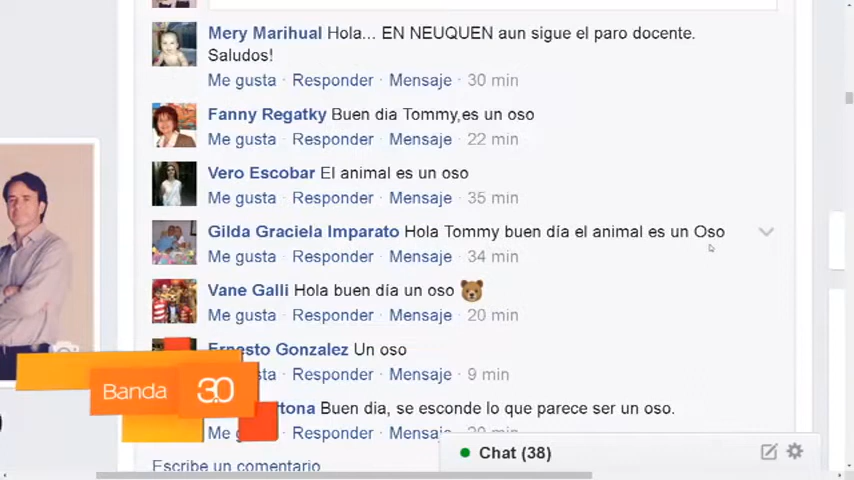 Mery Marihual Hola... EN NEUQUEN aun sigue el paro docente.
Saludos!
Me gusta · Responder · Mensaje · 30 min
Fanny Regatky Buen dia Tommy,es un oso
Me gusta · Responder · Mensaje · 22 min
Vero Escobar El animal es un oso
Me gusta · Responder · Mensaje · 35 min
Gilda Graciela Imparato Hola Tommy buen día el animal es un Oso
Me gusta · Responder · Mensaje · 34 min
Vane Galli Hola buen día un oso 🐻
Me gusta · Responder · Mensaje · 20 min
Ernesto Gonzalez Un oso
sta · Responder · Mensaje · 9 min
Banda 3.0
tona Buen dia, se esconde lo que parece ser un oso.
Me g sta · Responder · Mensaje
Chat (38)
Escribe un comentario